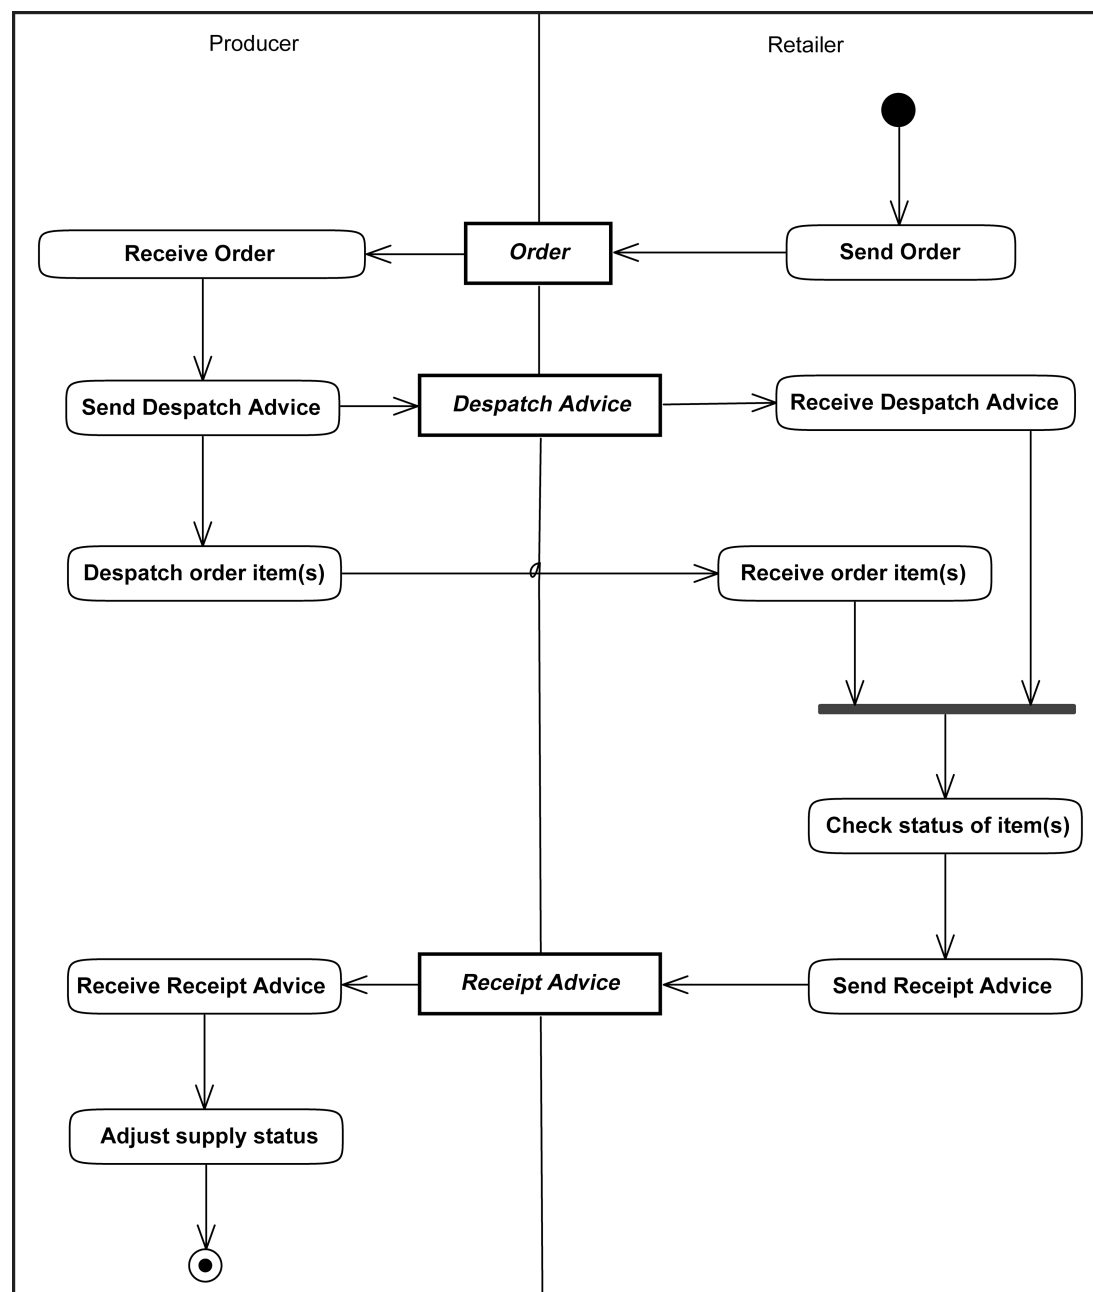 Producer
Retailer
Receive Order
Order
Send Order
Send Despatch Advice
Despatch Advice
Receive Despatch Advice
Despatch order item(s)
Receive order item(s)
Check status of item(s)
Receive Receipt Advice
Receipt Advice
Send Receipt Advice
Adjust supply status